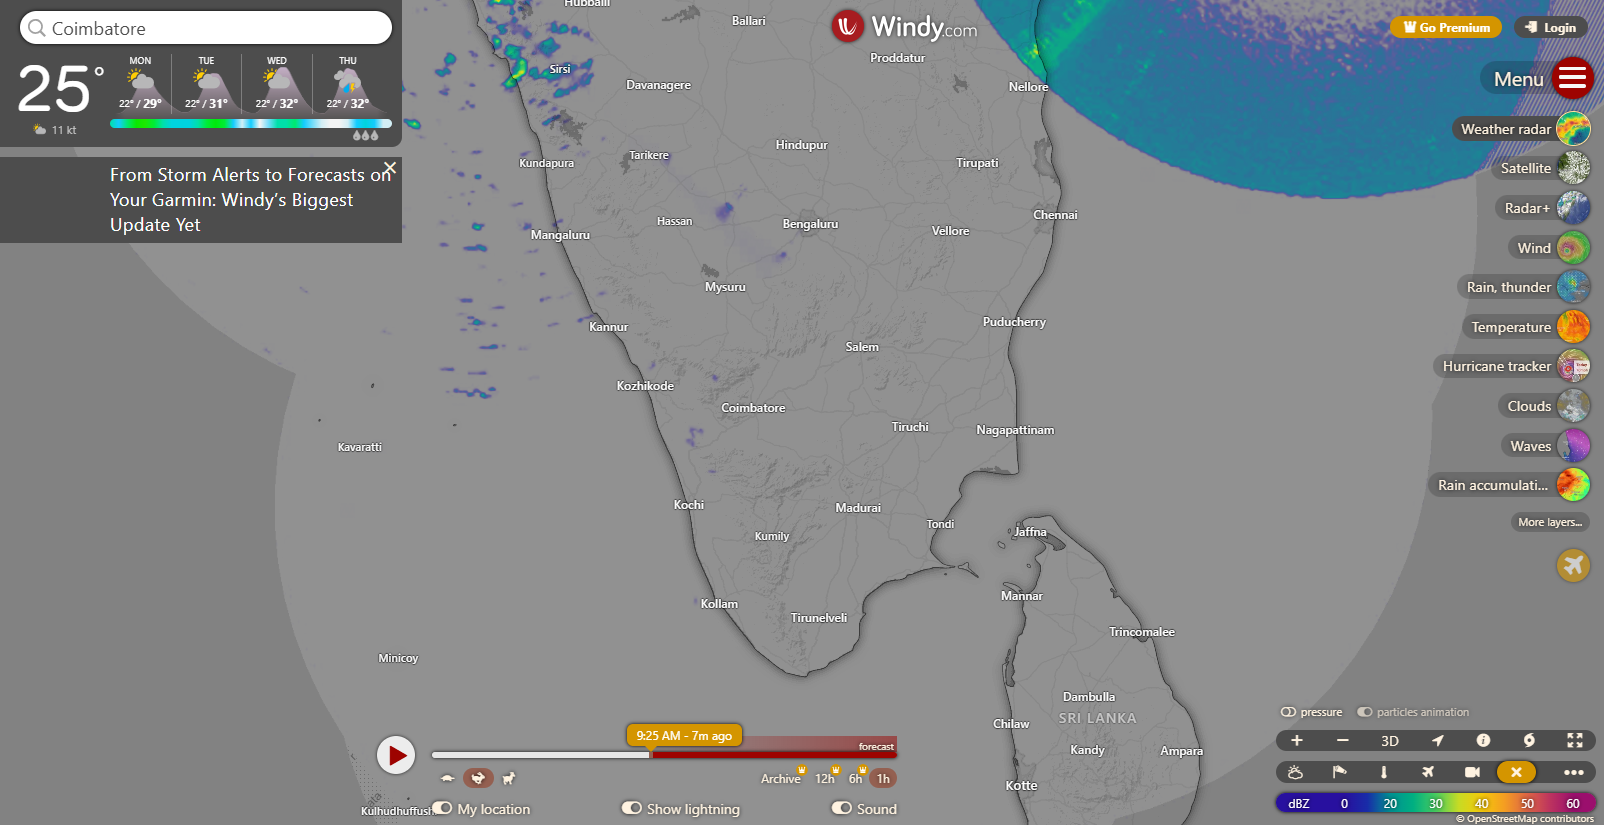 Coimbatore
25°
11 kt
MON
TUE
WED
THU
22° / 29°
22° / 31°
22° / 32°
22° / 32°
From Storm Alerts to Forecasts on
Your Garmin: Windy's Biggest
Update Yet
Windy.com
Go Premium
Login
Menu
Weather radar
Satellite
Radar+
Wind
Rain, thunder
Temperature
Hurricane tracker
Clouds
Waves
Rain accumulati...
More layers...
Hubballi
Ballari
Proddatur
Sirsi
Davanagere
Nellore
Hindupur
Kundapura
Tarikere
Tirupati
Hassan
Bengaluru
Chennai
Mangaluru
Vellore
Mysuru
Kannur
Puducherry
Salem
Kozhikode
Coimbatore
Tiruchi
Nagapattinam
Kavaratti
Kochi
Madurai
Tondi
Jaffna
Kumily
Mannar
Kollam
Tirunelveli
Trincomalee
Minicoy
Dambulla
Chilaw
SRI LANKA
Kandy
Ampara
Kotte
Kulhudhuffush
9:25 AM - 7m ago
forecast
Archive
12h
6h
1h
My location
Show lightning
Sound
pressure
particles animation
3D
dBZ 0 20 30 40 50 60
© OpenStreetMap contributors